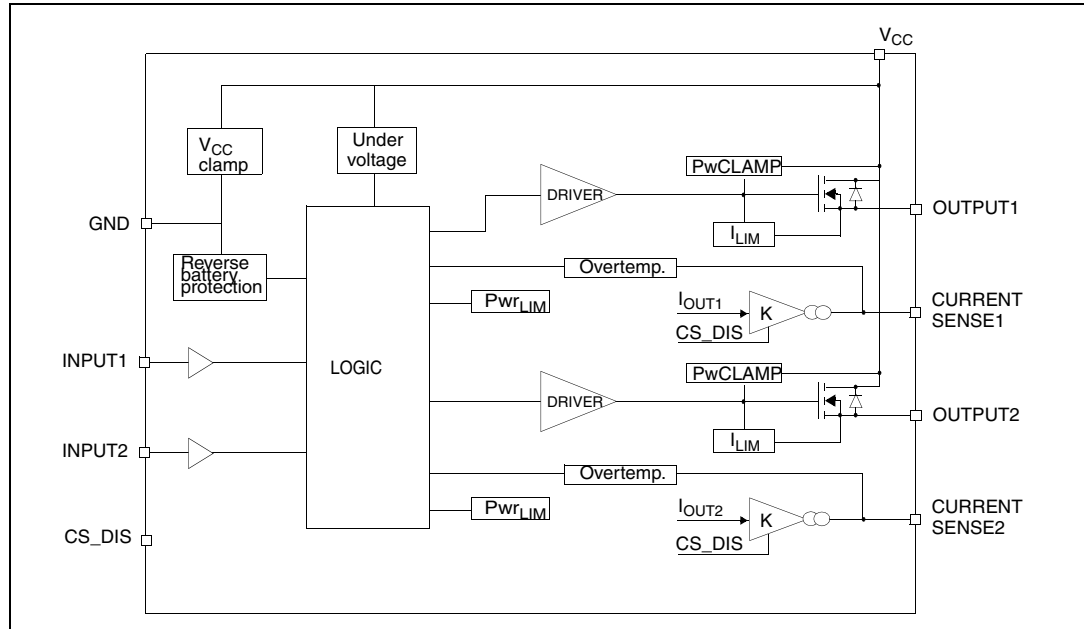 VCC
VCC
clamp
Under
voltage
PwCLAMP
DRIVER
GND
ILIM
OUTPUT1
Reverse
battery
protection
Overtemp.
PwrLIM
IOUT1
K
CS_DIS
CURRENT
SENSE1
INPUT1
LOGIC
PwCLAMP
DRIVER
OUTPUT2
INPUT2
ILIM
Overtemp.
PwrLIM
IOUT2
K
CS_DIS
CURRENT
SENSE2
CS_DIS